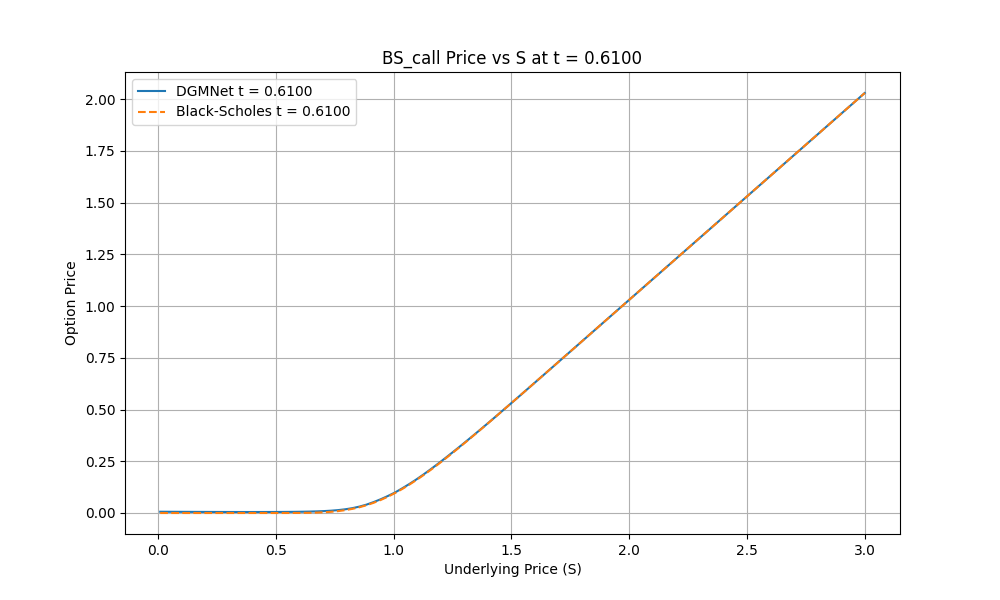 BS_call Price vs S at t = 0.6100
DGMNet t = 0.6100
Black-Scholes t = 0.6100
Option Price
2.00
1.75
1.50
1.25
1.00
0.75
0.50
0.25
0.00
0.0 0.5 1.0 1.5 2.0 2.5 3.0
Underlying Price (S)